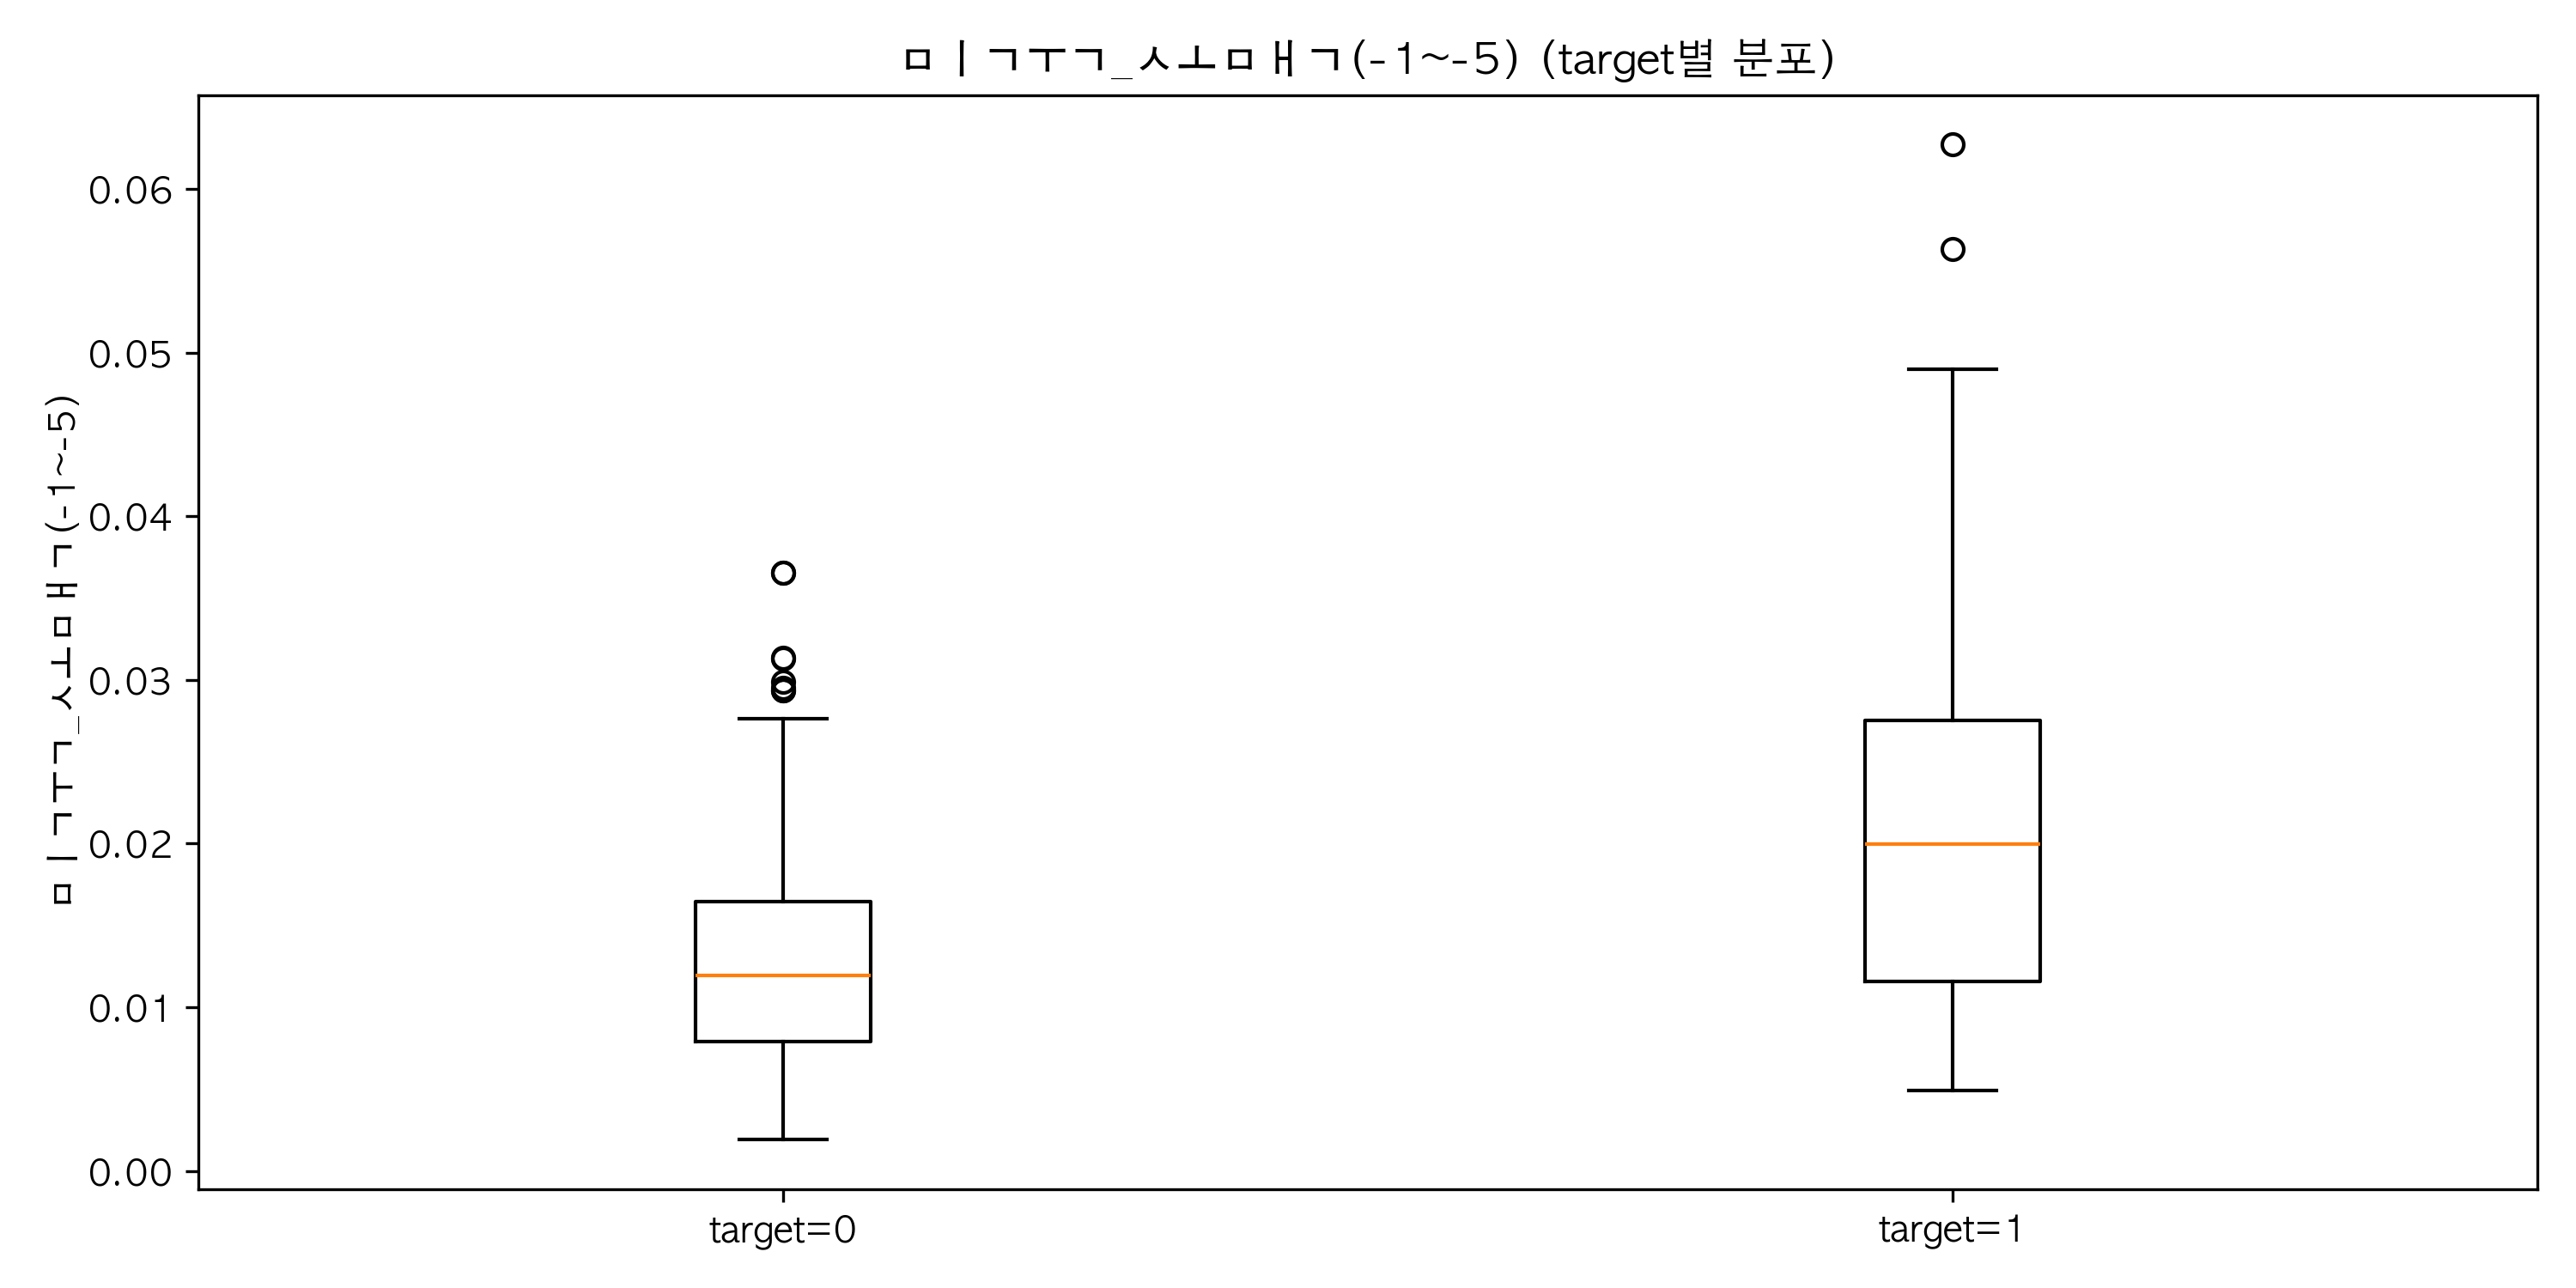 ㅁㅣㄱㅜㄱ_ㅅㅗㅁㅐㄱ(-1~-5) (target별 분포)
ㅁㅣㄱㅜㄱ_ㅅㅗㅁㅐㄱ(-1~-5)
0.06
0.05
0.04
0.03
0.02
0.01
0.00
target=0
target=1